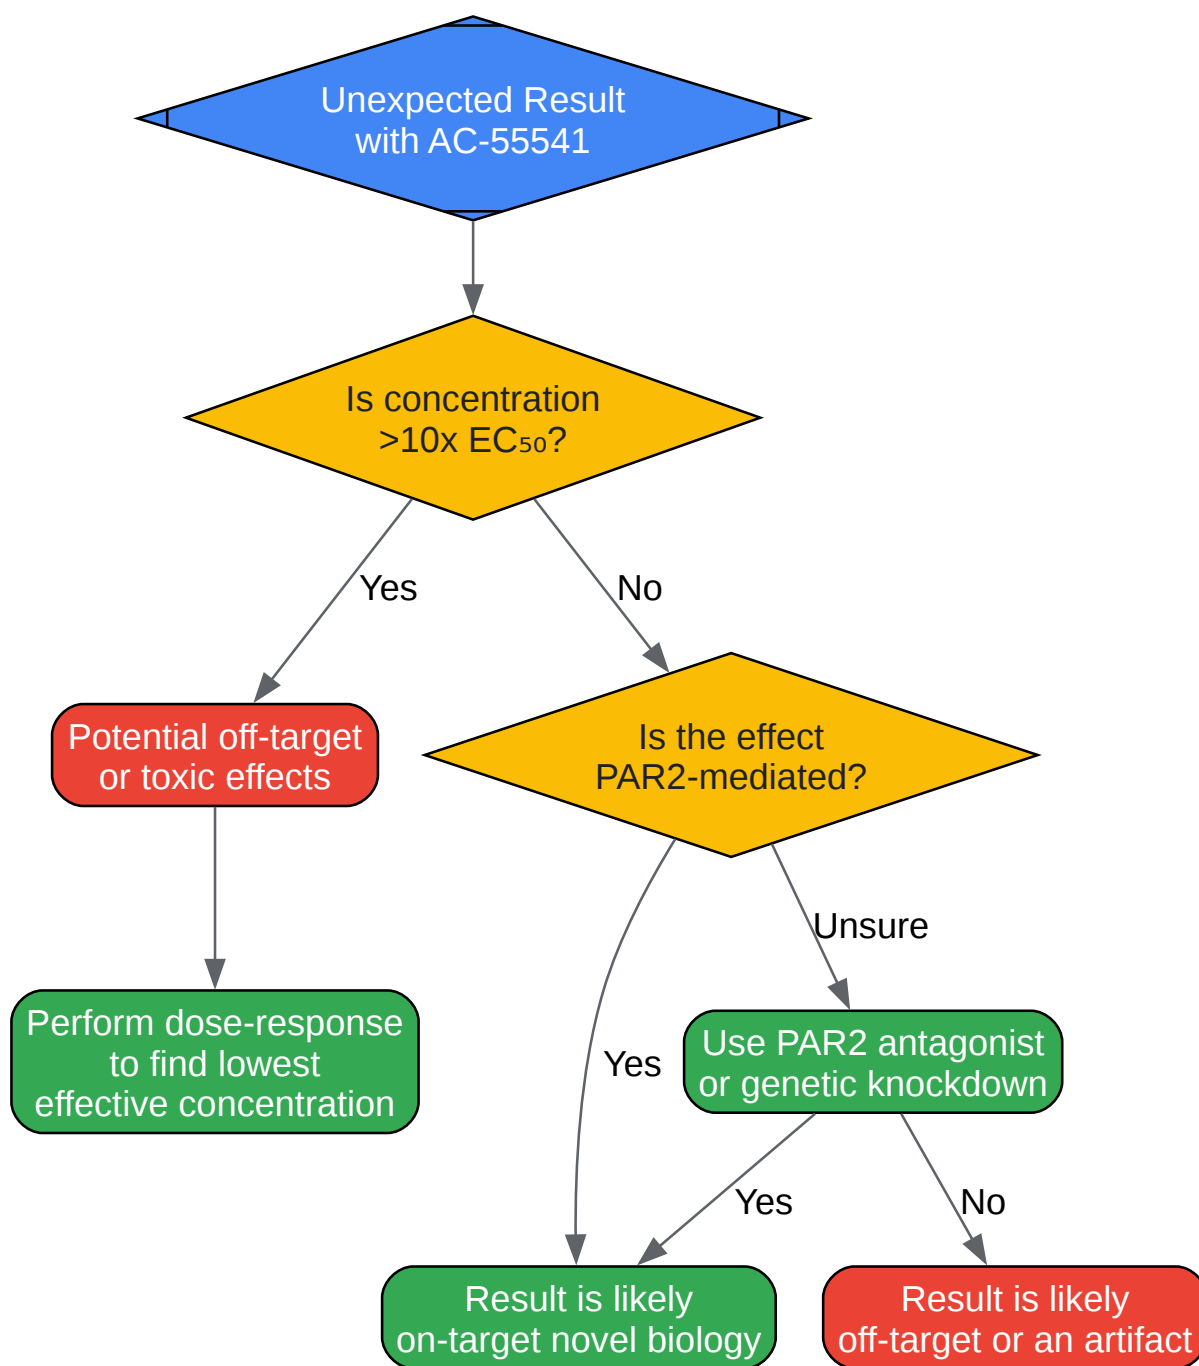 Unexpected Result
with AC-55541
Is concentration
>10x EC₅₀?
Yes
No
Potential off-target
or toxic effects
Is the effect
PAR2-mediated?
Unsure
Perform dose-response
to find lowest
effective concentration
Use PAR2 antagonist
or genetic knockdown
Yes
Yes
No
Result is likely
on-target novel biology
Result is likely
off-target or an artifact